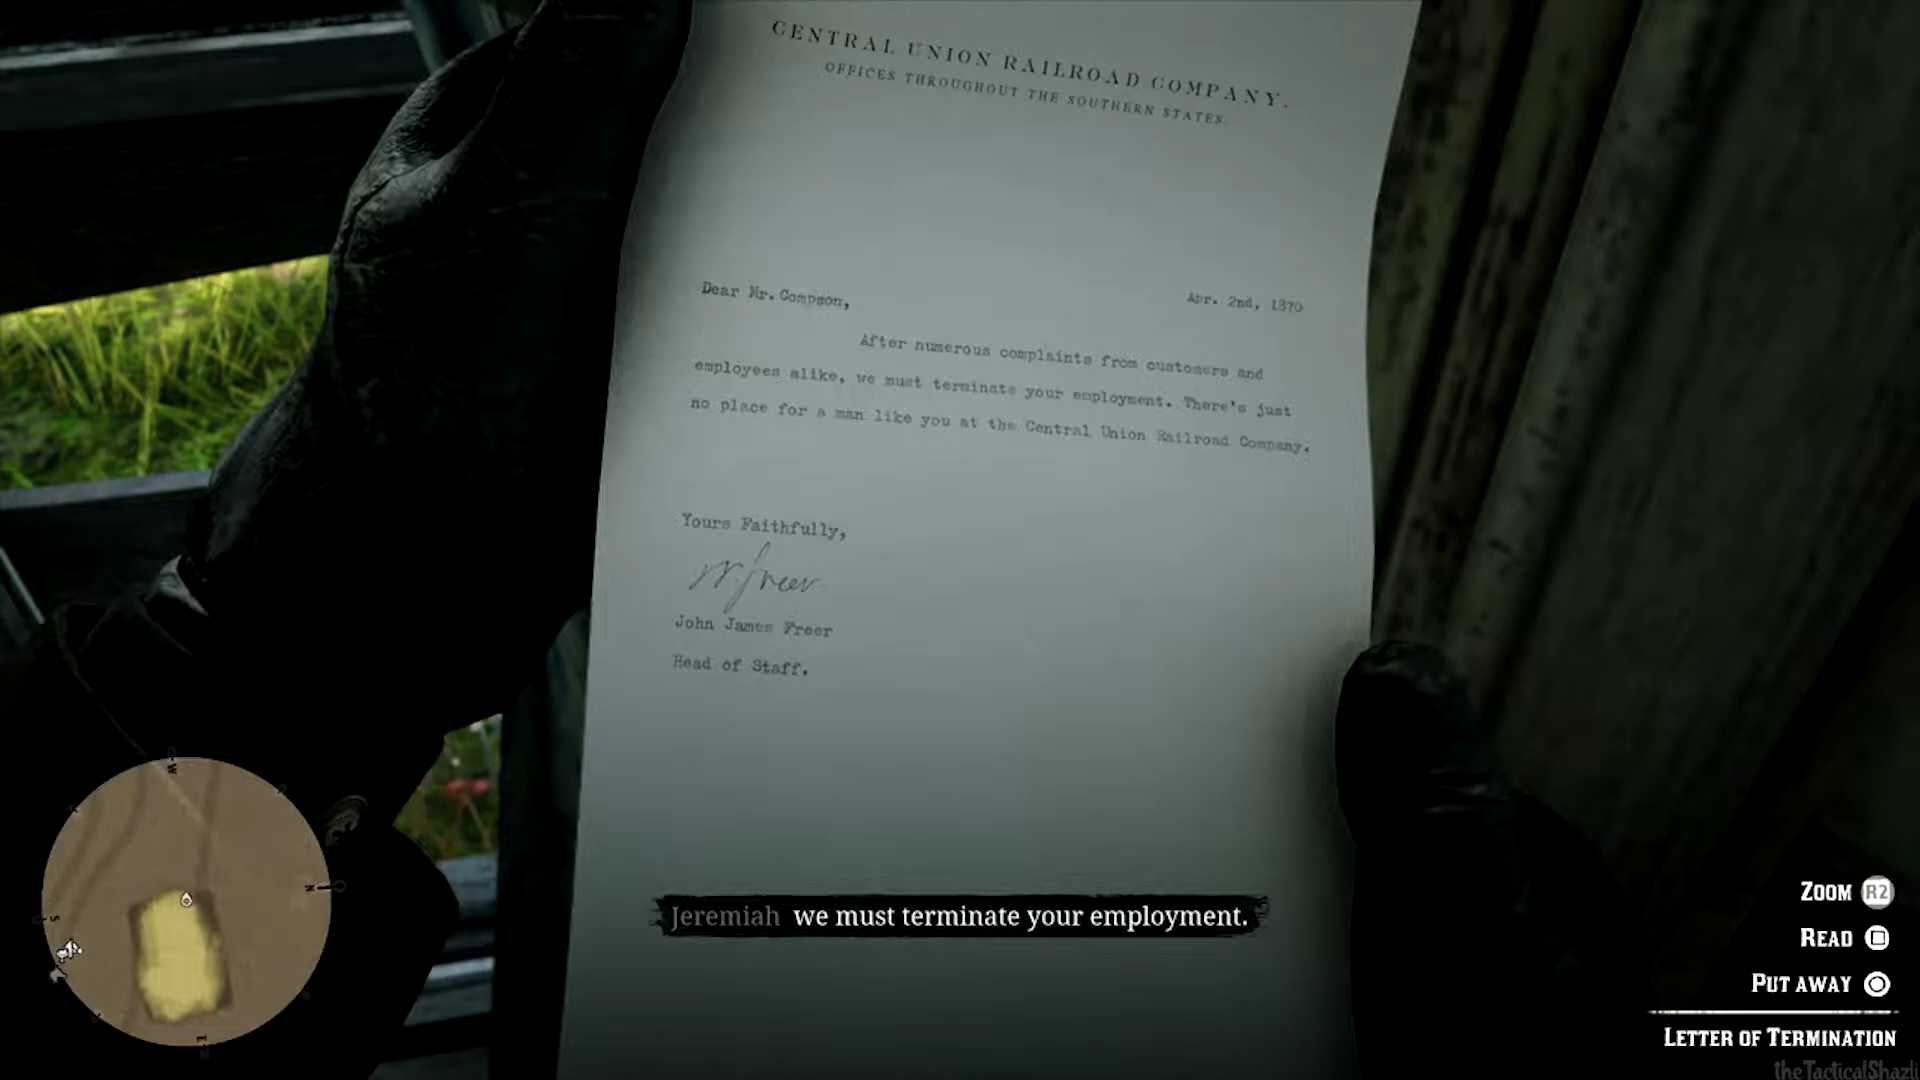 CENTRAL UNION RAILROAD COMPANY.
OFFICES THROUGHOUT THE SOUTHERN STATES
Apr. 2nd, 1870
Dear Mr. Compson,
After numerous complaints from customers and
employees alike, we must terminate your employment. There's just
no place for a man like you at the Central Union Railroad Company.
Yours Faithfully,
W. Freer
John James Freer
Head of Staff.
Jeremiah we must terminate your employment.
W
N
S
E
ZOOM R2
READ
PUT AWAY
LETTER OF TERMINATION
theTacticalShazli